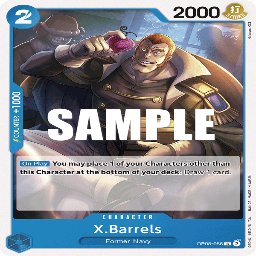 2
2000
COUNTER +1000
SAMPLE
On Play You may place 1 of your Characters other than
this Character at the bottom of your deck: Draw 1 card.
CHARACTER
X.Barrels
Former Navy